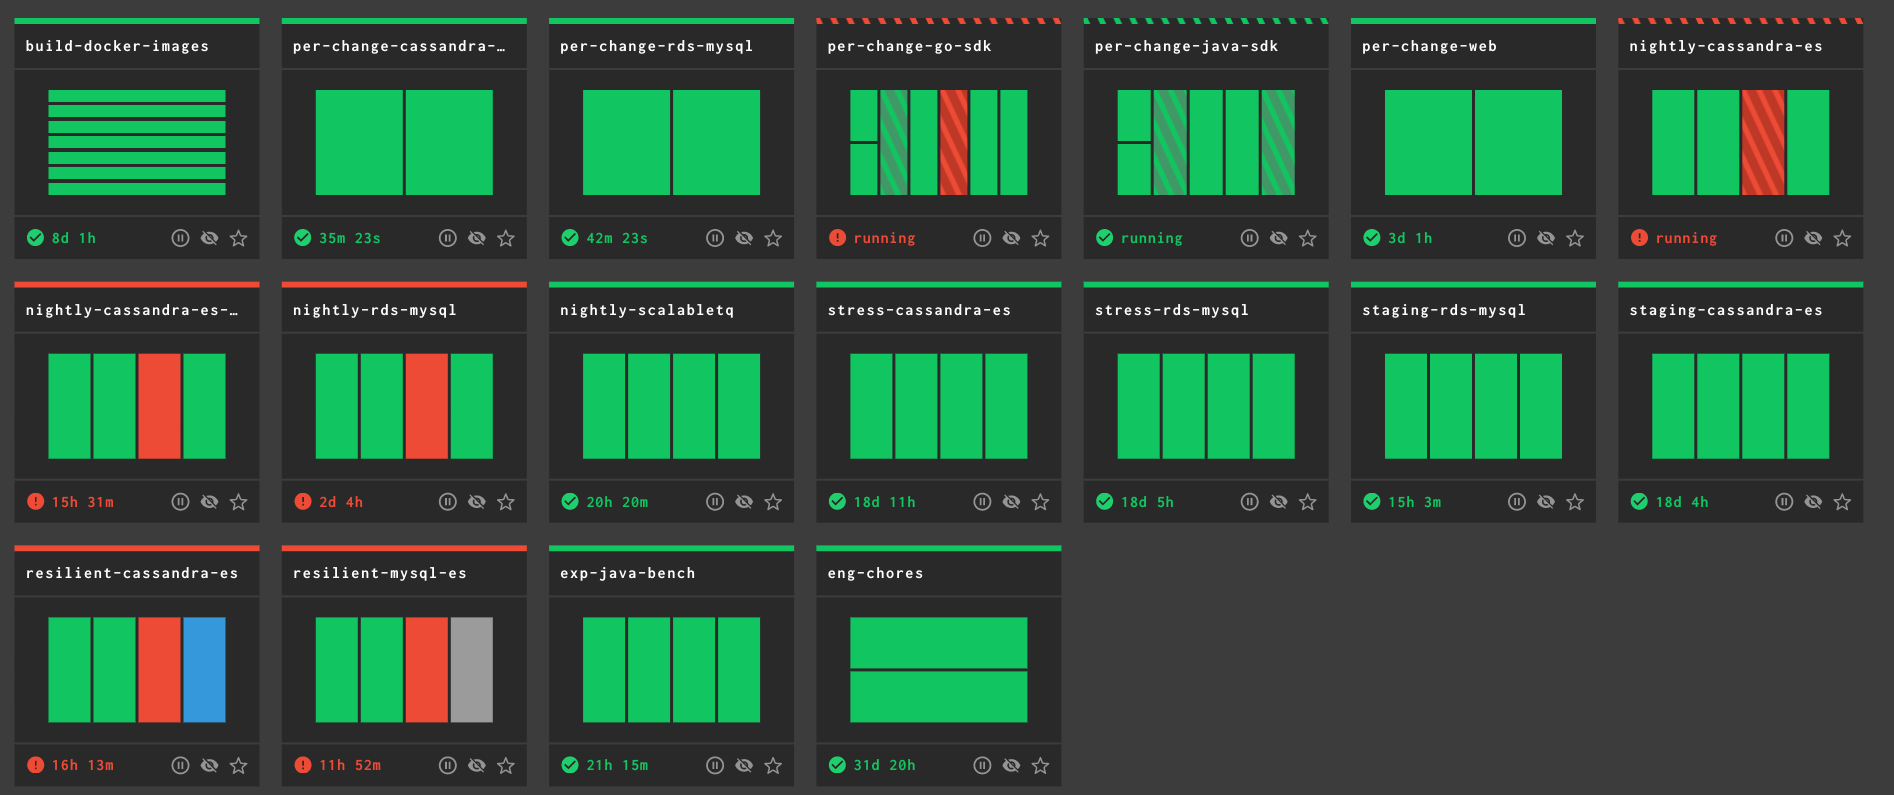 build-docker-images
per-change-cassandra-…
per-change-rds-mysql
per-change-go-sdk
per-change-java-sdk
per-change-web
nightly-cassandra-es
8d 1h
35m 23s
42m 23s
running
running
3d 1h
running
nightly-cassandra-es-…
nightly-rds-mysql
nightly-scalabletq
stress-cassandra-es
stress-rds-mysql
staging-rds-mysql
staging-cassandra-es
15h 31m
2d 4h
20h 20m
18d 11h
18d 5h
15h 3m
18d 4h
resilient-cassandra-es
resilient-mysql-es
exp-java-bench
eng-chores
16h 13m
11h 52m
21h 15m
31d 20h